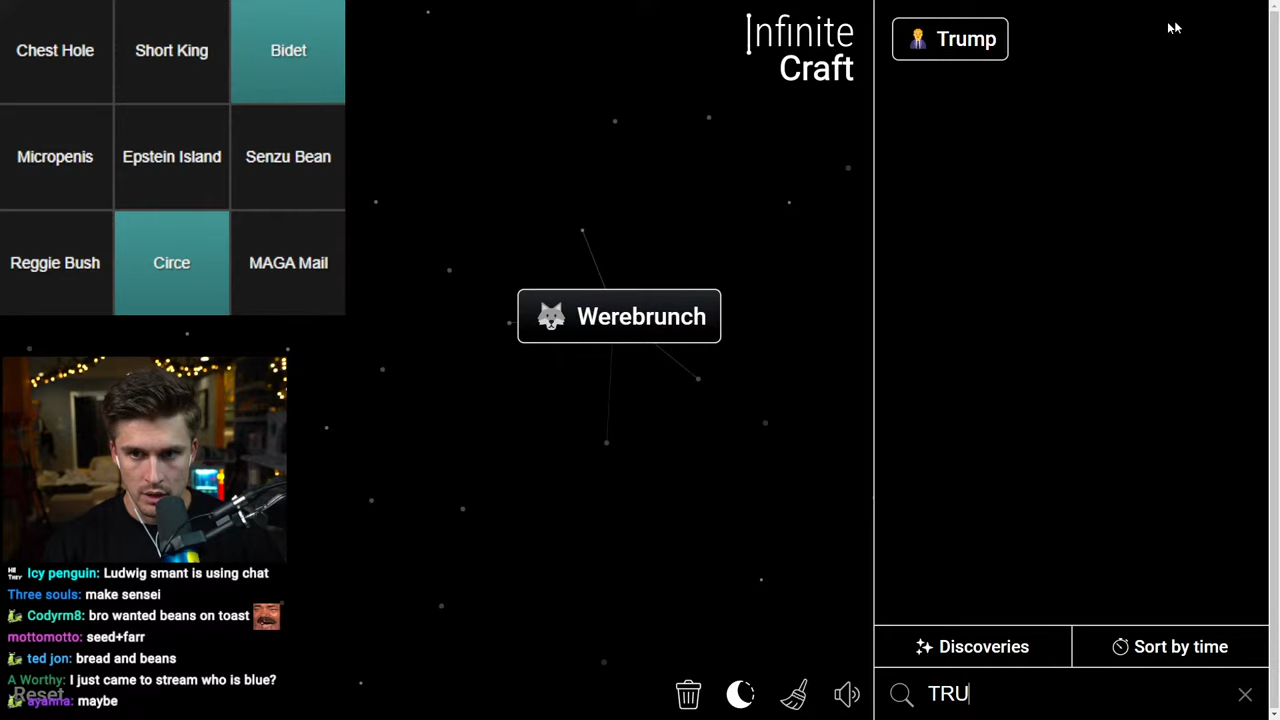 Chest Hole
Short King
Bidet
Micropenis
Epstein Island
Senzu Bean
Reggie Bush
Circe
MAGA Mail
Infinite
Craft
Trump
Werebrunch
Icy penguin: Ludwig smant is using chat
Three souls: make sensei
Codyrm8: bro wanted beans on toast
mottomotto: seed+farr
ted jon: bread and beans
A Worthy: I just came to stream who is blue?
Reset
ayanna: maybe
Discoveries
Sort by time
TRU